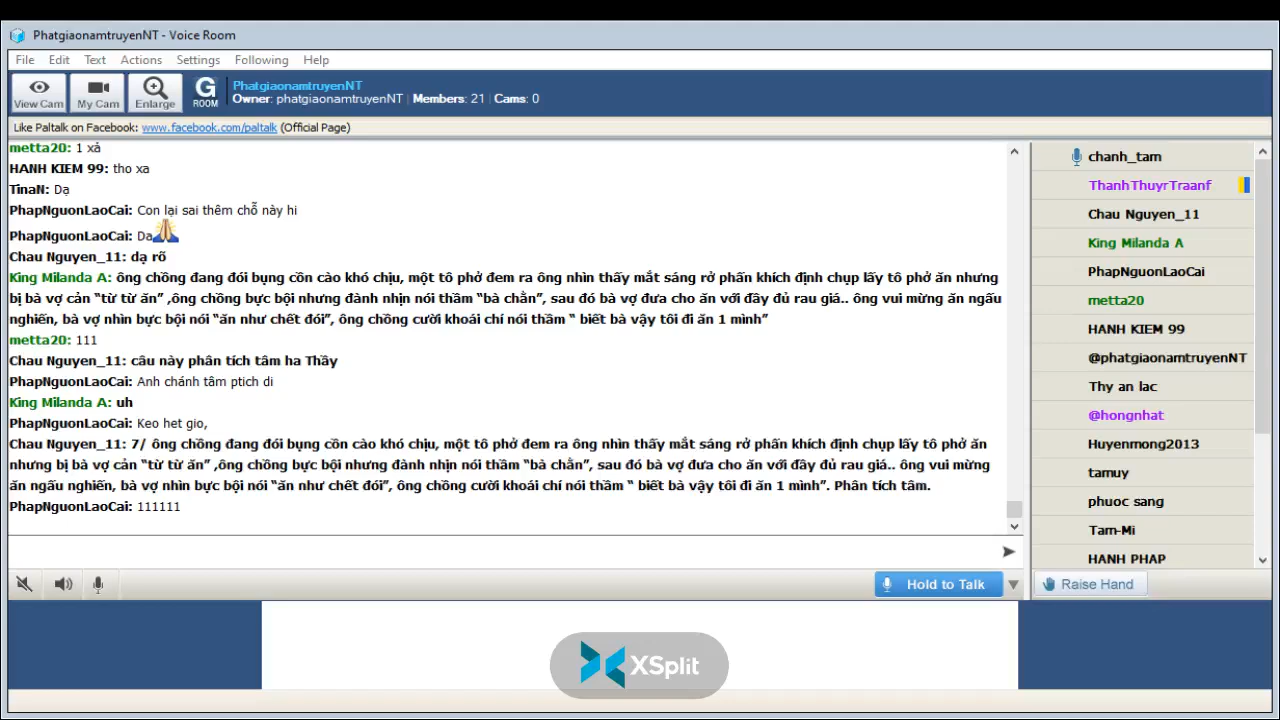 PhatgiaonamtruyenNT - Voice Room
File Edit Text Actions Settings Following Help
View Cam
My Cam
Enlarge
G ROOM
PhatgiaonamtruyenNT
Owner: phatgiaonamtruyenNT | Members: 21 | Cams: 0
Like Paltalk on Facebook: www.facebook.com/paltalk (Official Page)
metta20: 1 xả
HANH KIEM 99: tho xa
TinaN: Dạ
PhapNguonLaoCai: Con lại sai thêm chỗ này hi
PhapNguonLaoCai: Da
Chau Nguyen_11: dạ rõ
King Milanda A: ông chồng đang đói bụng cồn cào khó chịu, một tô phở đem ra ông nhìn thấy mắt sáng rở phấn khích định chụp lấy tô phở ăn nhưng
bị bà vợ cản “từ từ ăn” ,ông chồng bực bội nhưng đành nhịn nói thầm “bà chằn”, sau đó bà vợ đưa cho ăn với đầy đủ rau giá.. ông vui mừng ăn ngấu
nghiến, bà vợ nhìn bực bội nói “ăn như chết đói”, ông chồng cười khoái chí nói thầm “ biết bà vậy tôi đi ăn 1 mình”
metta20: 111
Chau Nguyen_11: câu này phân tích tâm ha Thầy
PhapNguonLaoCai: Anh chánh tâm ptich di
King Milanda A: uh
PhapNguonLaoCai: Keo het gio,
Chau Nguyen_11: 7/ ông chồng đang đói bụng cồn cào khó chịu, một tô phở đem ra ông nhìn thấy mắt sáng rở phấn khích định chụp lấy tô phở ăn
nhưng bị bà vợ cản “từ từ ăn” ,ông chồng bực bội nhưng đành nhịn nói thầm “bà chằn”, sau đó bà vợ đưa cho ăn với đầy đủ rau giá.. ông vui mừng
ăn ngấu nghiến, bà vợ nhìn bực bội nói “ăn như chết đói”, ông chồng cười khoái chí nói thầm “ biết bà vậy tôi đi ăn 1 mình”. Phân tích tâm.
PhapNguonLaoCai: 111111
Hold to Talk
chanh_tam
ThanhThuyrTraanf
Chau Nguyen_11
King Milanda A
PhapNguonLaoCai
metta20
HANH KIEM 99
@phatgiaonamtruyenNT
Thy an lac
@hongnhat
Huyenmong2013
tamuy
phuoc sang
Tam-Mi
HANH PHAP
Raise Hand
XSplit